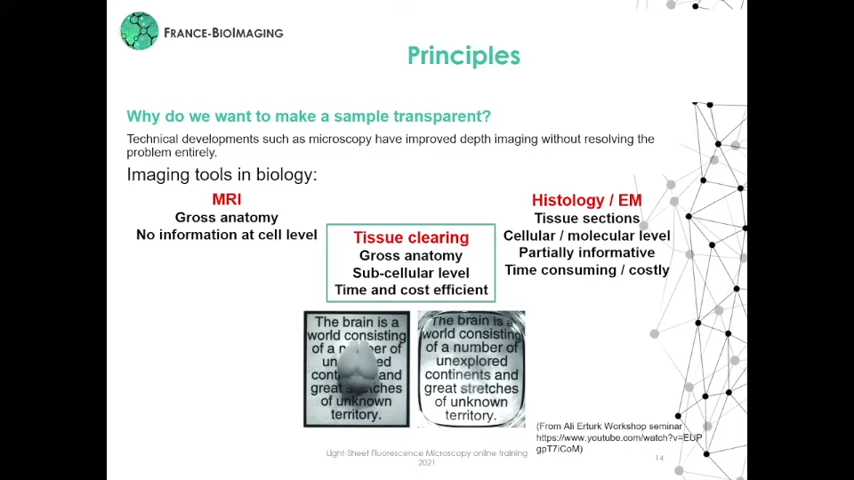 FRANCE-BIOIMAGING
Principles
Why do we want to make a sample transparent?
Technical developments such as microscopy have improved depth imaging without resolving the
problem entirely.
Imaging tools in biology:
MRI
Gross anatomy
No information at cell level
Tissue clearing
Gross anatomy
Sub-cellular level
Time and cost efficient
Histology / EM
Tissue sections
Cellular / molecular level
Partially informative
Time consuming / costly
The brain is a
world consisting
of a n er of
un ed
cont and
great tches
of unknown
territory.
The brain is a
world consisting
of a number of
unexplored
continents and
great stretches
of unknown
territory.
(From Ali Erturk Workshop seminar
https://www.youtube.com/watch?v=EUP
gpT7iCoM)
Light-Sheet Fluorescence Microscopy online training
2021
14